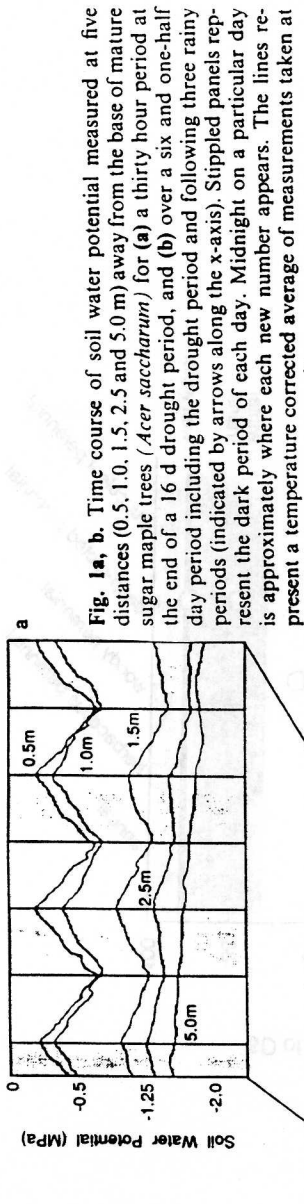 a
0
-0.5
-1.25
-2.0
Soil Water Potential (MPa)
0.5m
1.0m
1.5m
2.5m
5.0m
Fig. 1a, b. Time course of soil water potential measured at five
distances (0.5, 1.0, 1.5, 2.5 and 5.0 m) away from the base of mature
sugar maple trees (Acer saccharum) for (a) a thirty hour period at
the end of a 16 d drought period, and (b) over a six and one-half
day period including the drought period and following three rainy
periods (indicated by arrows along the x-axis). Stippled panels rep-
resent the dark period of each day. Midnight on a particular day
is approximately where each new number appears. The lines re-
present a temperature corrected average of measurements taken at